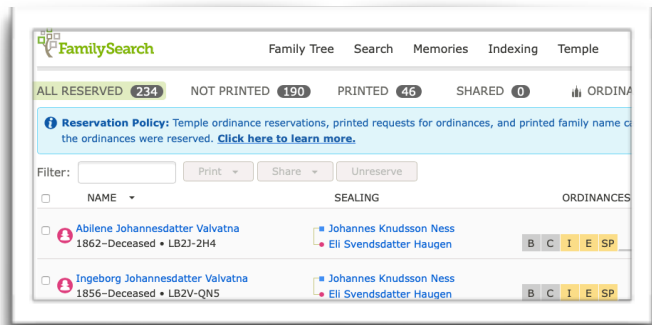 FamilySearch
Family Tree Search Memories Indexing Temple
ALL RESERVED 234 NOT PRINTED 190 PRINTED 46 SHARED 0 ORDINA
Reservation Policy: Temple ordinance reservations, printed requests for ordinances, and printed family name ca
the ordinances were reserved. Click here to learn more.
Filter: Print Share Unreserve
NAME SEALING ORDINANCES
Abilene Johannesdatter Valvatna Johannes Knudsson Ness
1862–Deceased • LB2J-2H4 Eli Svendsdatter Haugen B C I E SP
Ingeborg Johannesdatter Valvatna Johannes Knudsson Ness
1856–Deceased • LB2V-QN5 Eli Svendsdatter Haugen B C I E SP